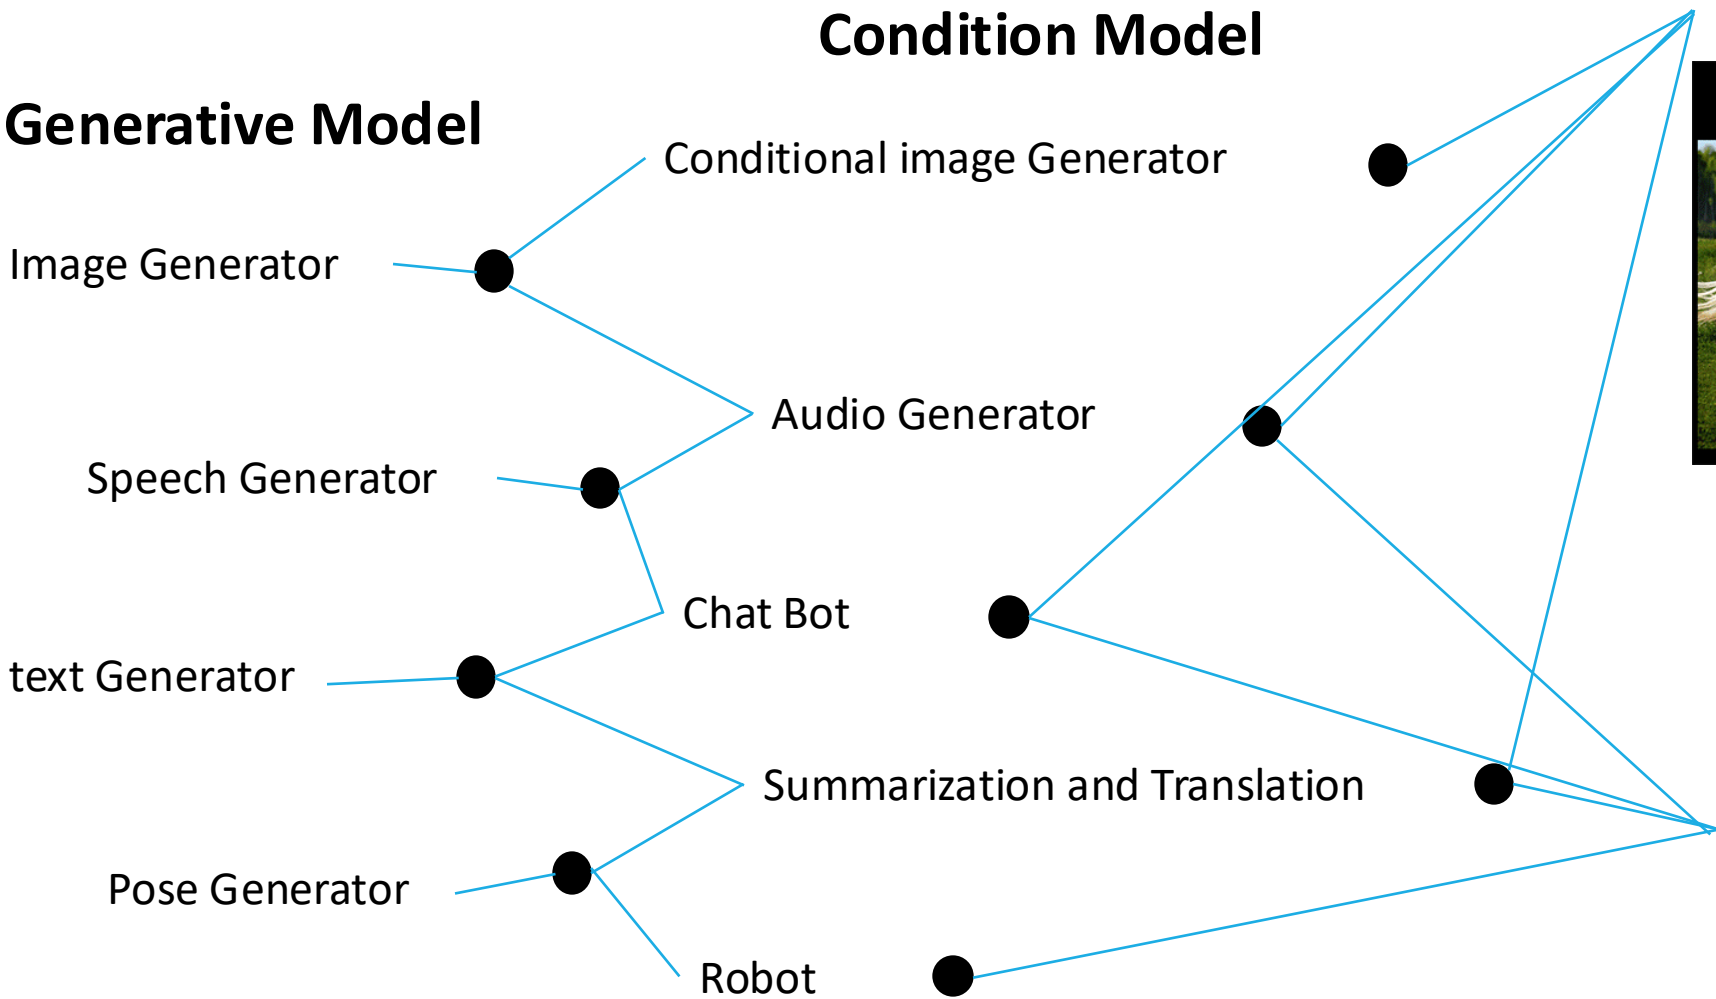 Condition Model
Generative Model
Conditional image Generator
Image Generator
Audio Generator
Speech Generator
Chat Bot
text Generator
Summarization and Translation
Pose Generator
Robot